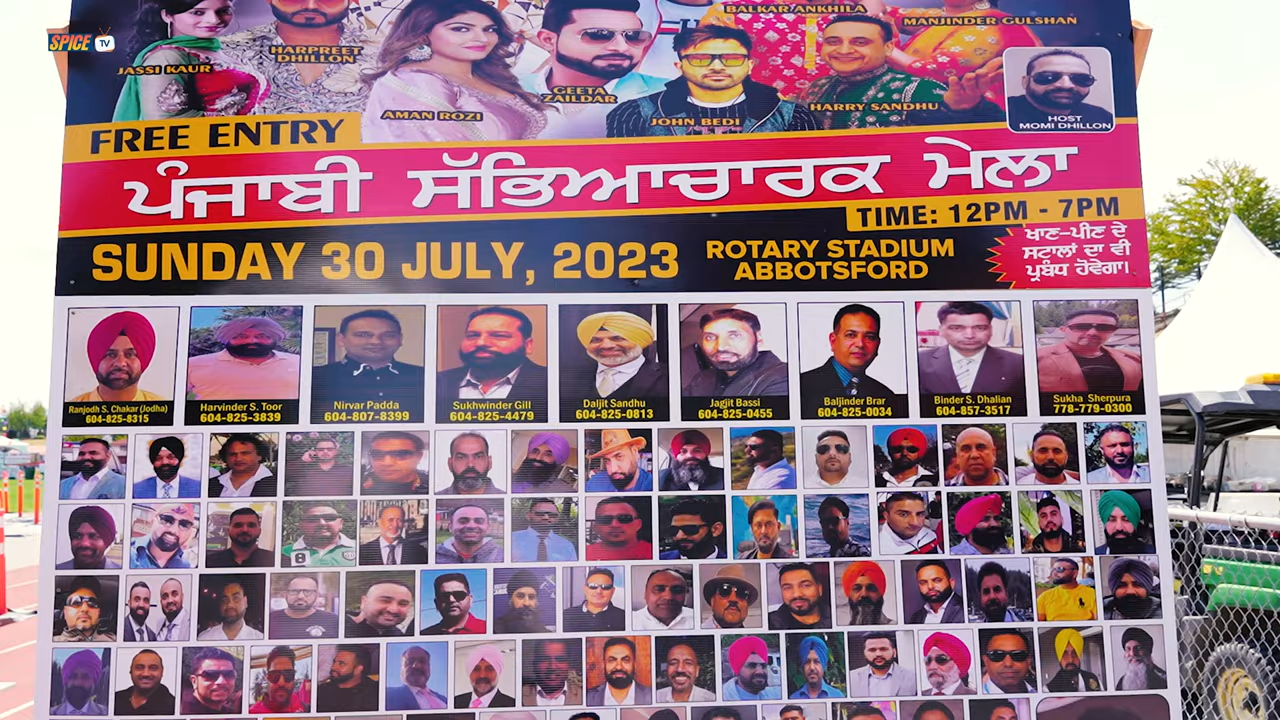 SPICE TV
BALKAR ANKHILA
MANJINDER GULSHAN
JASSI KAUR
HARPREET
DHILLON
AMAN ROZI
GEETA
ZAILDAR
JOHN BEDI
HARRY SANDHU
HOST
MOMI DHILLON
FREE ENTRY
ਪੰਜਾਬੀ ਸੱਭਿਆਚਾਰਕ ਮੇਲਾ
TIME: 12PM - 7PM
SUNDAY 30 JULY, 2023
ROTARY STADIUM
ABBOTSFORD
ਖਾਣ-ਪੀਣ ਦੇ
ਸਟਾਲਾਂ ਦਾ ਵੀ
ਪ੍ਰਬੰਧ ਹੋਵੇਗਾ।
Ranjodh S. Chakar (Jodha)
604-825-8315
Harvinder S. Toor
604-825-3839
Nirvar Padda
604-807-8399
Sukhwinder Gill
604-825-4479
Daljit Sandhu
604-825-0813
Jagjit Bassi
604-825-0455
Baljinder Brar
604-825-0034
Binder S. Dhalian
604-857-3517
Sukha Sherpura
778-779-0300